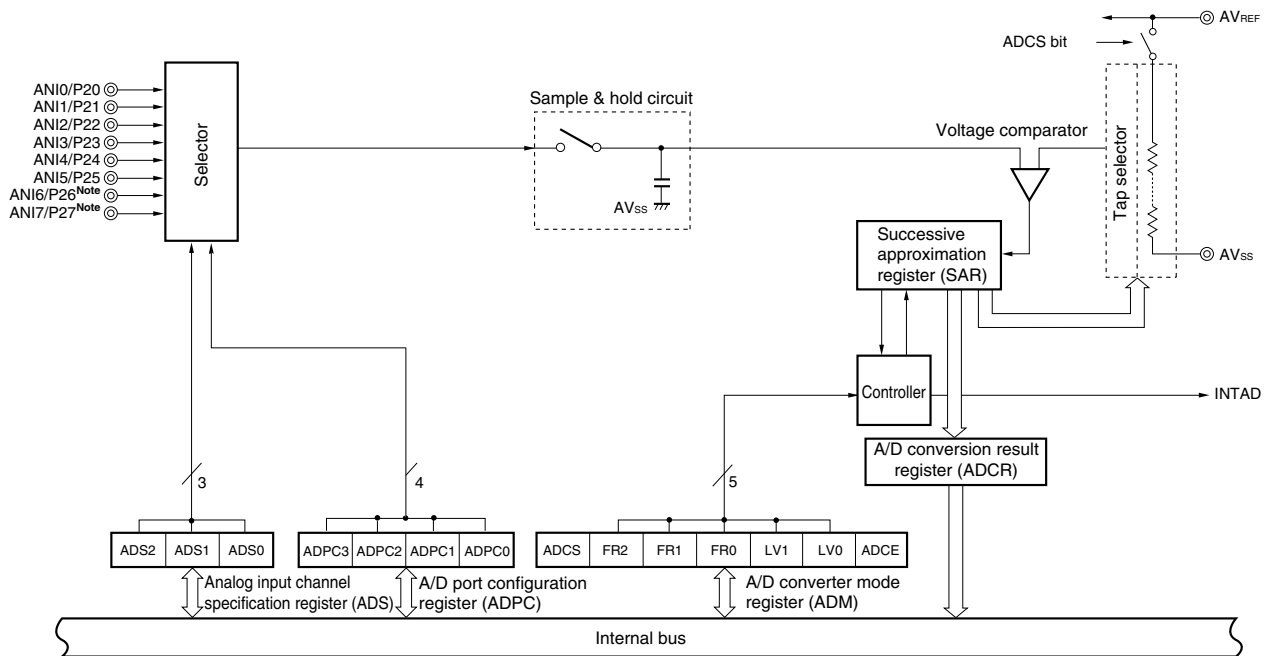 AVREF
ADCS bit
ANI0/P20
ANI1/P21
ANI2/P22
ANI3/P23
ANI4/P24
ANI5/P25
ANI6/P26Note
ANI7/P27Note
Selector
Sample & hold circuit
AVSS
Voltage comparator
Tap selector
AVSS
Successive
approximation
register (SAR)
Controller
INTAD
A/D conversion result
register (ADCR)
3
4
5
ADS2 ADS1 ADS0
ADPC3 ADPC2 ADPC1 ADPC0
ADCS FR2 FR1 FR0 LV1 LV0 ADCE
Analog input channel
specification register (ADS)
A/D port configuration
register (ADPC)
A/D converter mode
register (ADM)
Internal bus